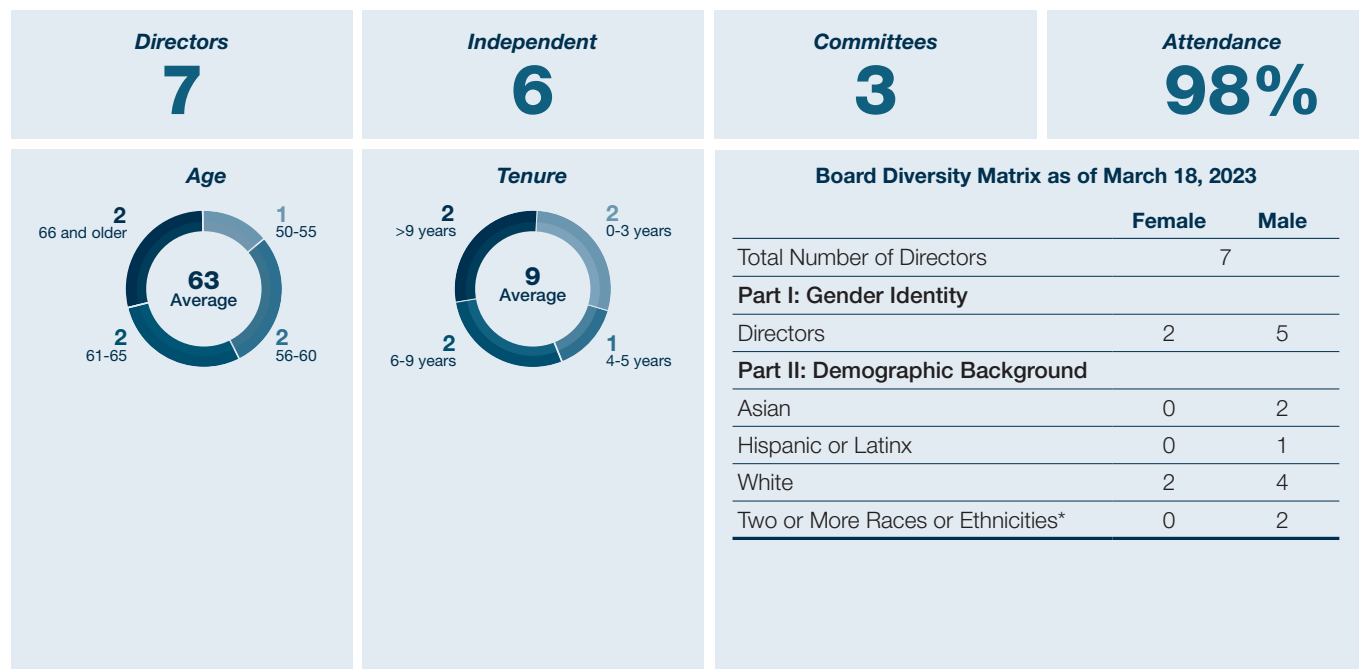 Directors
7
Independent
6
Committees
3
Attendance
98%
Age
2
66 and older
1
50-55
63
Average
2
61-65
2
56-60
Tenure
2
>9 years
2
0-3 years
9
Average
2
6-9 years
1
4-5 years
Board Diversity Matrix as of March 18, 2023
Female Male
Total Number of Directors 7
Part I: Gender Identity
Directors 2 5
Part II: Demographic Background
Asian 0 2
Hispanic or Latinx 0 1
White 2 4
Two or More Races or Ethnicities* 0 2